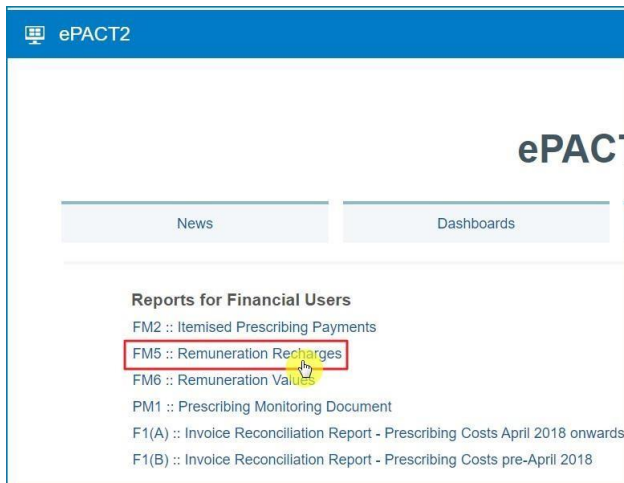 ePACT2
ePACT
News
Dashboards
Reports for Financial Users
FM2 :: Itemised Prescribing Payments
FM5 :: Remuneration Recharges
FM6 :: Remuneration Values
PM1 :: Prescribing Monitoring Document
F1(A) :: Invoice Reconciliation Report - Prescribing Costs April 2018 onwards
F1(B) :: Invoice Reconciliation Report - Prescribing Costs pre-April 2018